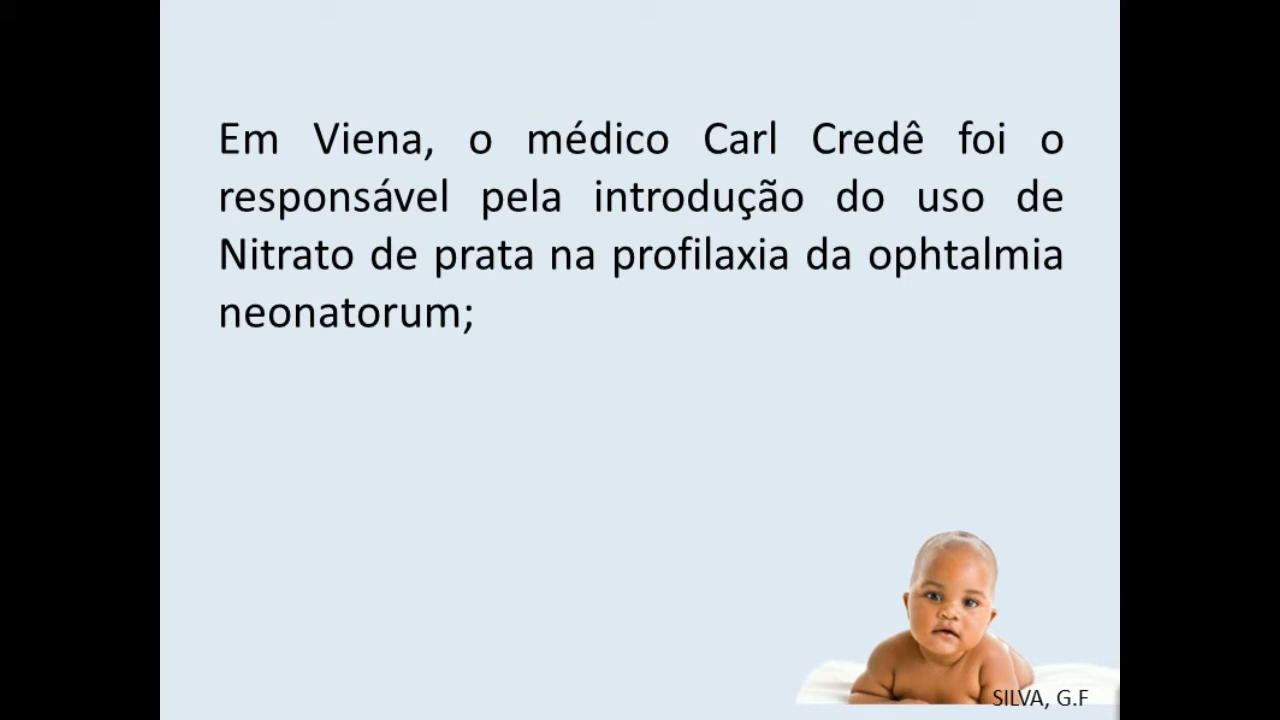 Em Viena, o médico Carl Credê foi o
responsável pela introdução do uso de
Nitrato de prata na profilaxia da ophtalmia
neonatorum;
SILVA, G.F